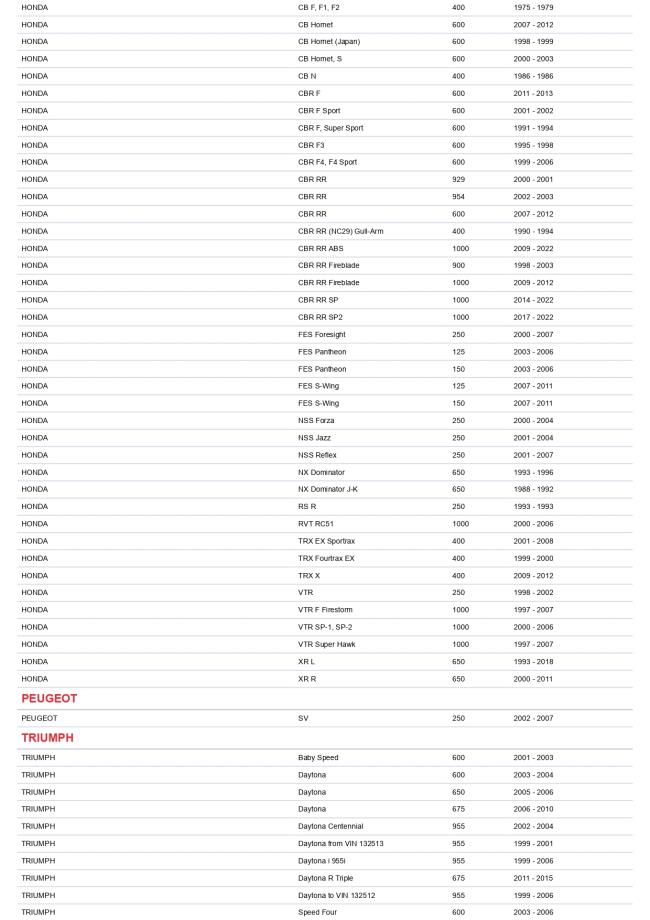 HONDA CB F, F1, F2 400 1975 - 1979
HONDA CB Hornet 600 2007 - 2012
HONDA CB Hornet (Japan) 600 1998 - 1999
HONDA CB Hornet, S 600 2000 - 2003
HONDA CB N 400 1986 - 1986
HONDA CBR F 600 2011 - 2013
HONDA CBR F Sport 600 2001 - 2002
HONDA CBR F, Super Sport 600 1991 - 1994
HONDA CBR F3 600 1995 - 1998
HONDA CBR F4, F4 Sport 600 1999 - 2006
HONDA CBR RR 929 2000 - 2001
HONDA CBR RR 954 2002 - 2003
HONDA CBR RR 600 2007 - 2012
HONDA CBR RR (NC29) Gull-Arm 400 1990 - 1994
HONDA CBR RR ABS 1000 2009 - 2022
HONDA CBR RR Fireblade 900 1998 - 2003
HONDA CBR RR Fireblade 1000 2009 - 2012
HONDA CBR RR SP 1000 2014 - 2022
HONDA CBR RR SP2 1000 2017 - 2022
HONDA FES Foresight 250 2000 - 2007
HONDA FES Pantheon 125 2003 - 2006
HONDA FES Pantheon 150 2003 - 2006
HONDA FES S-Wing 125 2007 - 2011
HONDA FES S-Wing 150 2007 - 2011
HONDA NSS Forza 250 2000 - 2004
HONDA NSS Jazz 250 2001 - 2004
HONDA NSS Reflex 250 2001 - 2007
HONDA NX Dominator 650 1993 - 1996
HONDA NX Dominator J-K 650 1988 - 1992
HONDA RS R 250 1993 - 1993
HONDA RVT RC51 1000 2000 - 2006
HONDA TRX EX Sportrax 400 2001 - 2008
HONDA TRX Fourtrax EX 400 1999 - 2000
HONDA TRX X 400 2009 - 2012
HONDA VTR 250 1998 - 2002
HONDA VTR F Firestorm 1000 1997 - 2007
HONDA VTR SP-1, SP-2 1000 2000 - 2006
HONDA VTR Super Hawk 1000 1997 - 2007
HONDA XR L 650 1993 - 2018
HONDA XR R 650 2000 - 2011
PEUGEOT
PEUGEOT SV 250 2002 - 2007
TRIUMPH
TRIUMPH Baby Speed 600 2001 - 2003
TRIUMPH Daytona 600 2003 - 2004
TRIUMPH Daytona 650 2005 - 2006
TRIUMPH Daytona 675 2006 - 2010
TRIUMPH Daytona Centennial 955 2002 - 2004
TRIUMPH Daytona from VIN 132513 955 1999 - 2001
TRIUMPH Daytona i 955i 955 1999 - 2006
TRIUMPH Daytona R Triple 675 2011 - 2015
TRIUMPH Daytona to VIN 132512 955 1999 - 2006
TRIUMPH Speed Four 600 2003 - 2006